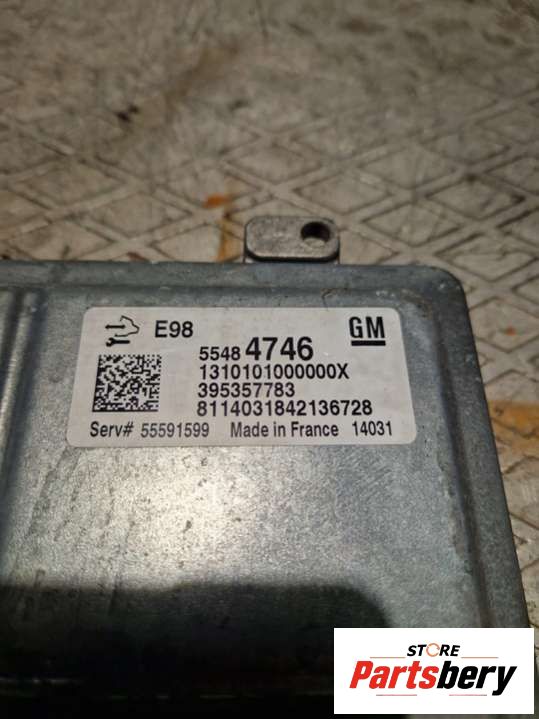 E98
GM
5548 4746
1310101000000X
395357783
8114031842136728
Serv# 55591599 Made in France 14031
STORE
Partsbery